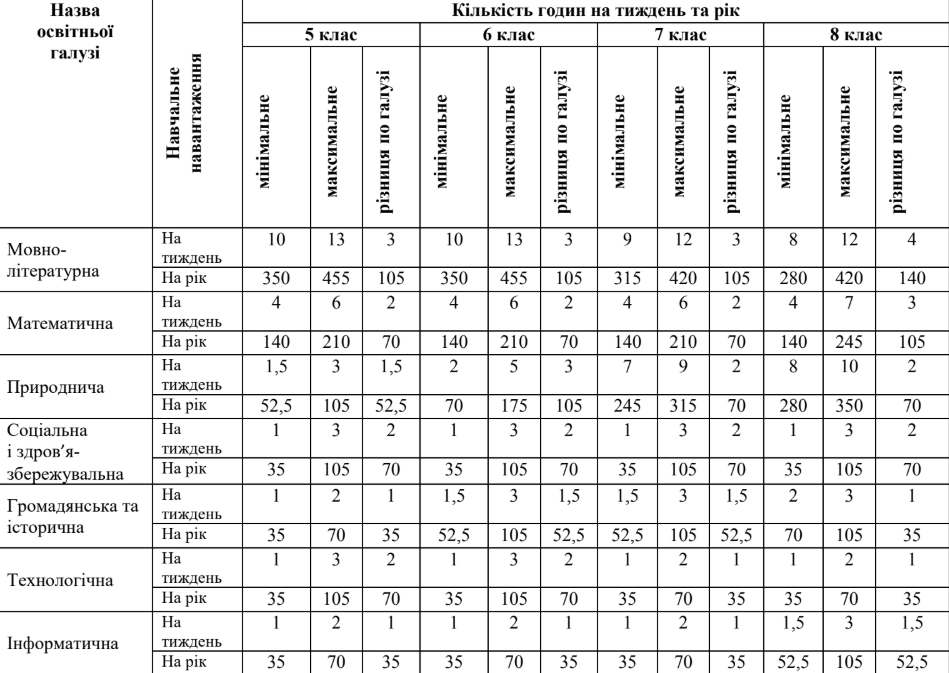 Назва
освітньої
галузі
Навчальне
навантаження
Кількість годин на тиждень та рік
5 клас 6 клас 7 клас 8 клас
мінімальне максимальне різниця по галузі мінімальне максимальне різниця по галузі мінімальне максимальне різниця по галузі мінімальне максимальне різниця по галузі
Мовно-
літературна
На
тиждень
10 13 3 10 13 3 9 12 3 8 12 4
На рік 350 455 105 350 455 105 315 420 105 280 420 140
Математична
На
тиждень
4 6 2 4 6 2 4 6 2 4 7 3
На рік 140 210 70 140 210 70 140 210 70 140 245 105
Природнича
На
тиждень
1,5 3 1,5 2 5 3 7 9 2 8 10 2
На рік 52,5 105 52,5 70 175 105 245 315 70 280 350 70
Соціальна
і здров’я-
збережувальна
На
тиждень
1 3 2 1 3 2 1 3 2 1 3 2
На рік 35 105 70 35 105 70 35 105 70 35 105 70
Громадянська та
історична
На
тиждень
1 2 1 1,5 3 1,5 1,5 3 1,5 2 3 1
На рік 35 70 35 52,5 105 52,5 52,5 105 52,5 70 105 35
Технологічна
На
тиждень
1 3 2 1 3 2 1 2 1 1 2 1
На рік 35 105 70 35 105 70 35 70 35 35 70 35
Інформатична
На
тиждень
1 2 1 1 2 1 1 2 1 1,5 3 1,5
На рік 35 70 35 35 70 35 35 70 35 52,5 105 52,5